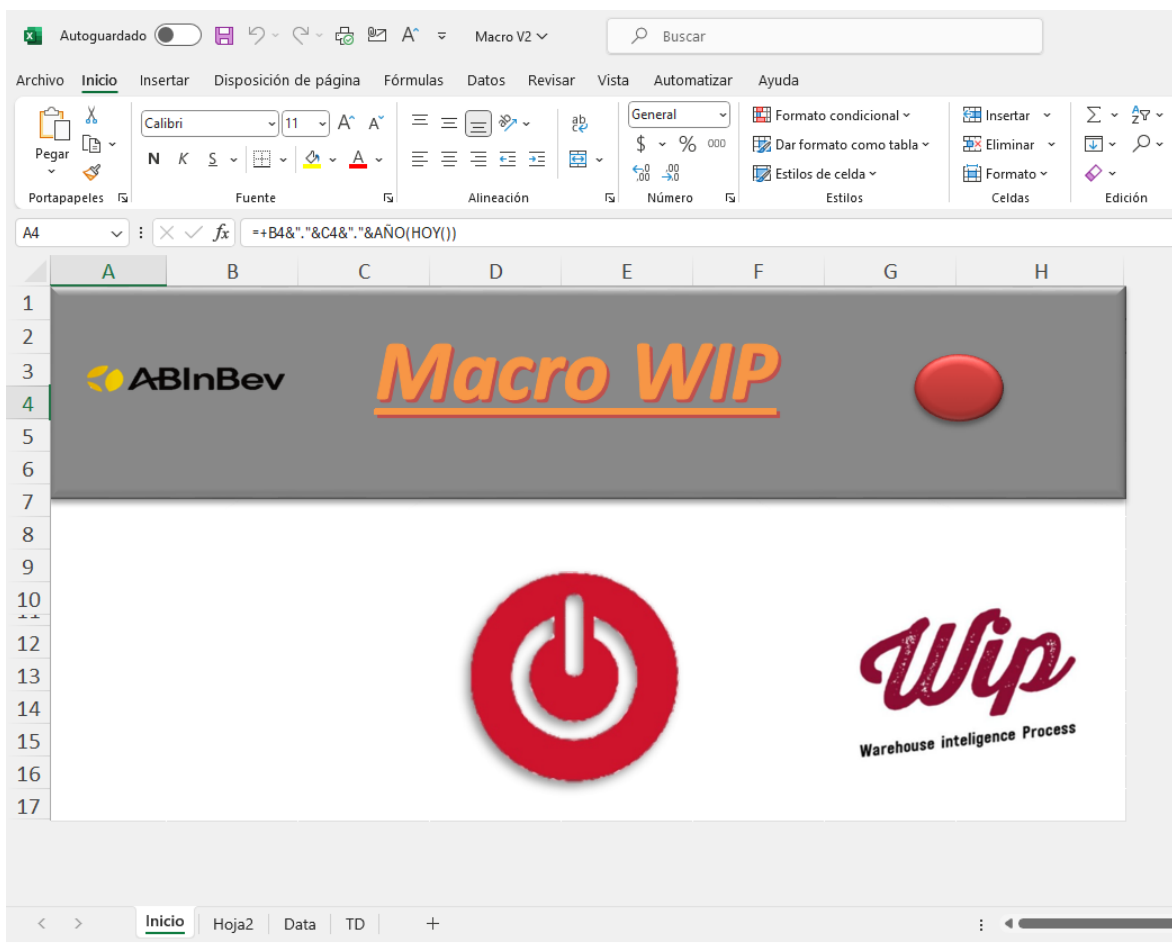 Autoguardado
Macro V2
Buscar
Archivo Inicio Insertar Disposición de página Fórmulas Datos Revisar Vista Automatizar Ayuda
Pegar
Calibri 11
General
Formato condicional
Insertar
Dar formato como tabla
Eliminar
N K S
$ % 000
Estilos de celda
Formato
Portapapeles Fuente Alineación Número Estilos Celdas Edición
A4 fx =+B4&"."&C4&"."&AÑO(HOY())
A B C D E F G H
1
2
3
4
5
6
7
8
9
10
12
13
14
15
16
17
ABInBev
Macro WIP
Wip
Warehouse inteligence Process
Inicio Hoja2 Data TD